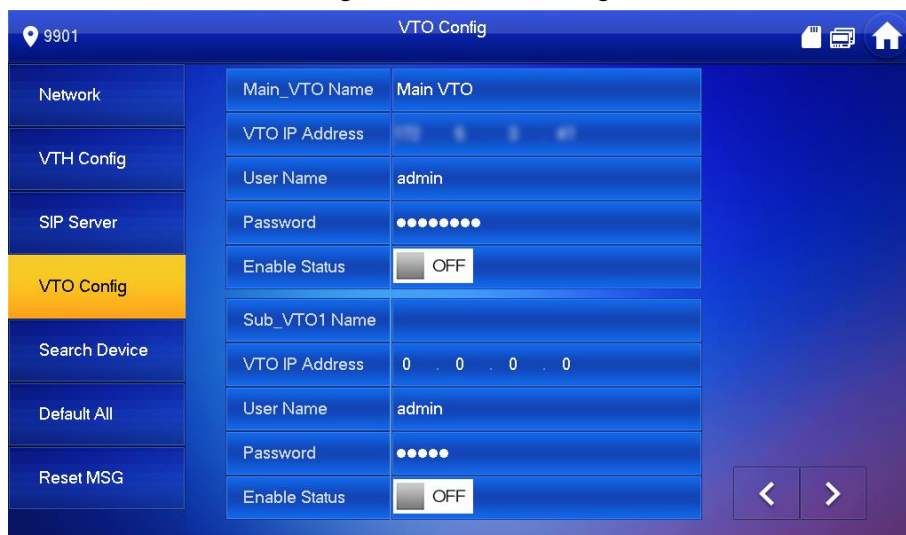 9901
VTO Config
Network
VTH Config
SIP Server
VTO Config
Search Device
Default All
Reset MSG
Main_VTO Name Main VTO
VTO IP Address
User Name admin
Password ●●●●●●●●
Enable Status OFF
Sub_VTO1 Name
VTO IP Address 0 . 0 . 0 . 0
User Name admin
Password ●●●●●
Enable Status OFF